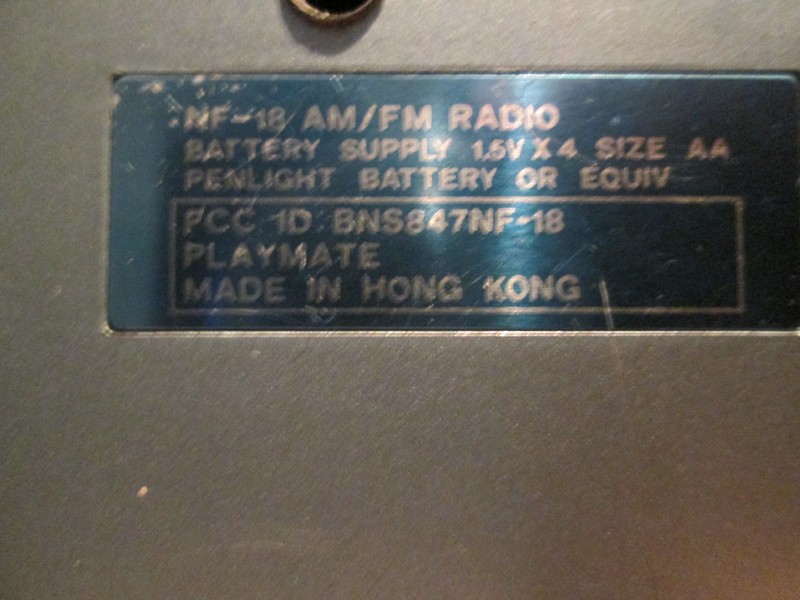 NF-18 AM/FM RADIO
BATTERY SUPPLY 1.5V X 4 SIZE AA
PENLIGHT BATTERY OR EQUIV
FCC ID: BNS847NF-18
PLAYMATE
MADE IN HONG KONG